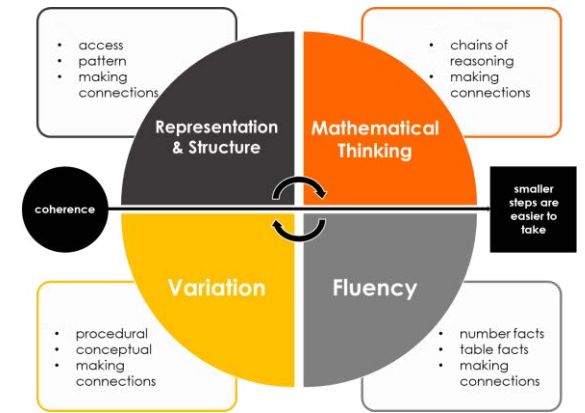 access
pattern
making
connections
chains of
reasoning
making
connections
Representation
& Structure
Mathematical
Thinking
coherence
smaller
steps are
easier to
take
Variation
Fluency
procedural
conceptual
making
connections
number facts
table facts
making
connections